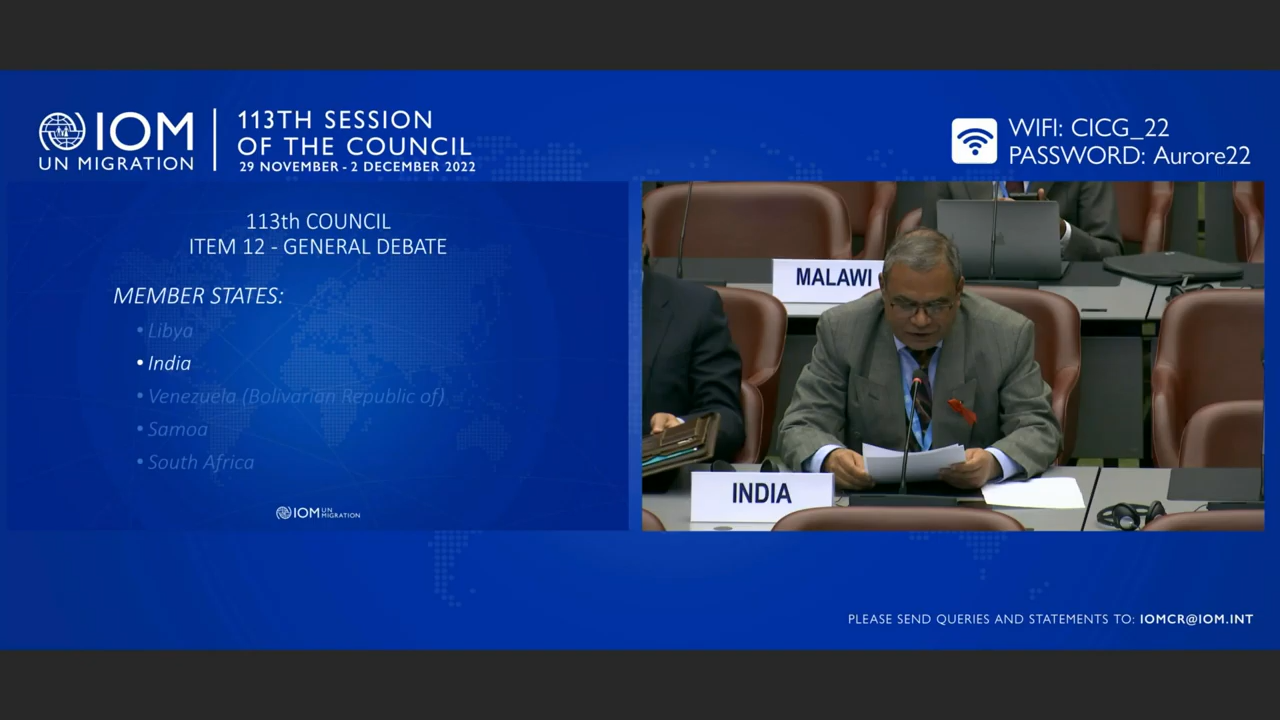 IOM
UN MIGRATION
113TH SESSION
OF THE COUNCIL
29 NOVEMBER - 2 DECEMBER 2022
WIFI: CICG_22
PASSWORD: Aurore22
113th COUNCIL
ITEM 12 - GENERAL DEBATE
MEMBER STATES:
• Libya
• India
• Venezuela (Bolivarian Republic of)
• Samoa
• South Africa
IOM UN MIGRATION
MALAWI
INDIA
PLEASE SEND QUERIES AND STATEMENTS TO: IOMCR@IOM.INT